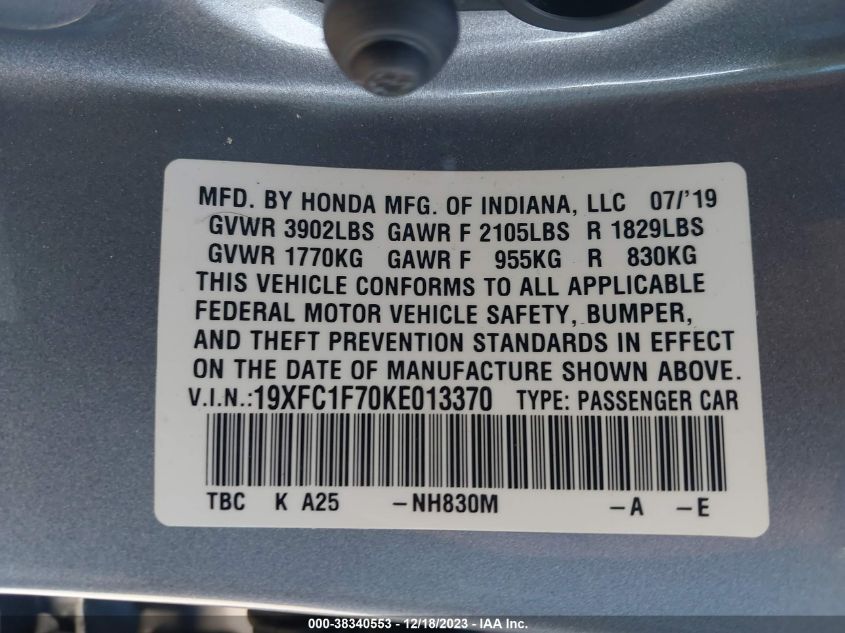 MFD. BY HONDA MFG. OF INDIANA, LLC 07/'19
GVWR 3902LBS GAWR F 2105LBS R 1829LBS
GVWR 1770KG GAWR F 955KG R 830KG
THIS VEHICLE CONFORMS TO ALL APPLICABLE
FEDERAL MOTOR VEHICLE SAFETY, BUMPER,
AND THEFT PREVENTION STANDARDS IN EFFECT
ON THE DATE OF MANUFACTURE SHOWN ABOVE.
V.I.N.:19XFC1F70KE013370 TYPE: PASSENGER CAR
TBC K A25 -NH830M -A -E
000-38340553 - 12/18/2023 - IAA Inc.